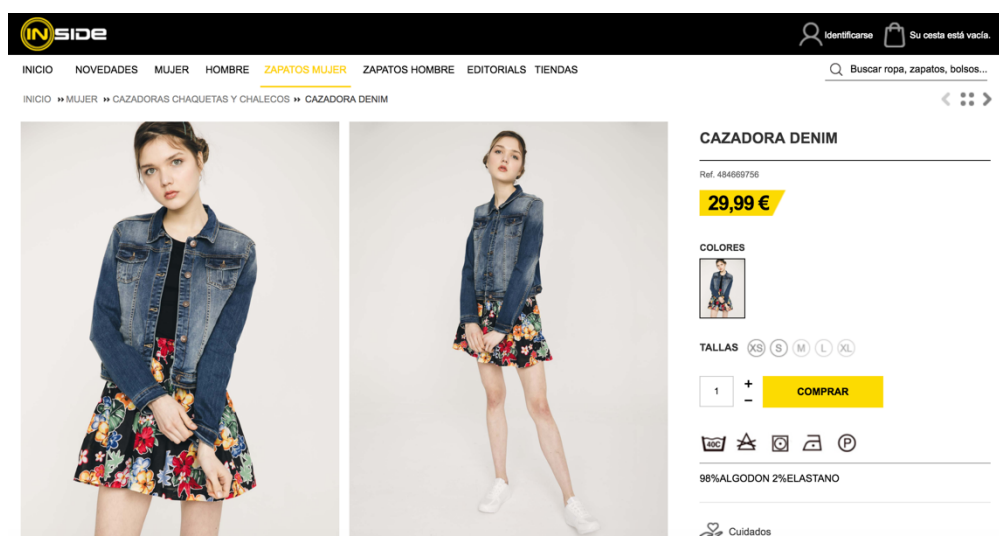 INSIDE
Identificarse
Su cesta está vacía.
INICIO NOVEDADES MUJER HOMBRE ZAPATOS MUJER ZAPATOS HOMBRE EDITORIALS TIENDAS
Buscar ropa, zapatos, bolsos...
INICIO » MUJER » CAZADORAS CHAQUETAS Y CHALECOS » CAZADORA DENIM
CAZADORA DENIM
Ref. 484669756
29,99 €
COLORES
TALLAS XS S M L XL
1 + −
COMPRAR
40C P
98%ALGODON 2%ELASTANO
Cuidados